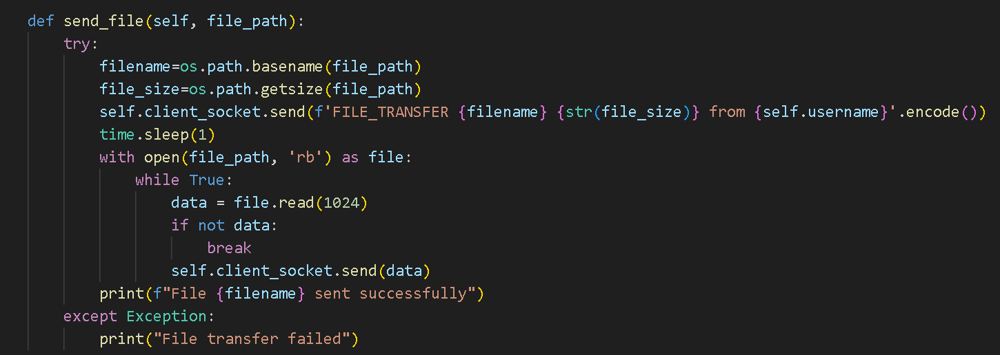 def send_file(self, file_path):
    try:
        filename=os.path.basename(file_path)
        file_size=os.path.getsize(file_path)
        self.client_socket.send(f'FILE_TRANSFER {filename} {str(file_size)} from {self.username}'.encode())
        time.sleep(1)
        with open(file_path, 'rb') as file:
            while True:
                data = file.read(1024)
                if not data:
                    break
                self.client_socket.send(data)
        print(f"File {filename} sent successfully")
    except Exception:
        print("File transfer failed")